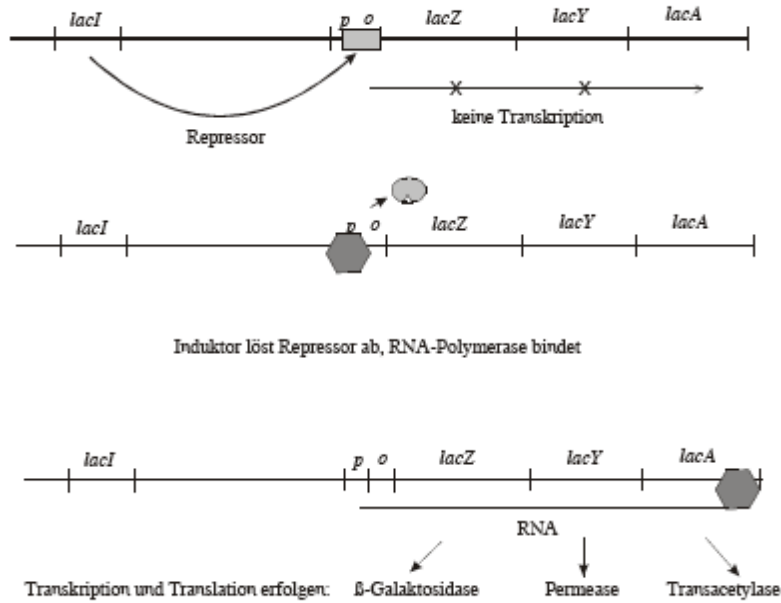 lacI p o lacZ lacY lacA
Repressor keine Transkription
lacI p o lacZ lacY lacA
Induktor löst Repressor ab, RNA-Polymerase bindet
lacI p o lacZ lacY lacA
RNA
Transkription und Translation erfolgen: ß-Galaktosidase Permease Transacetylase